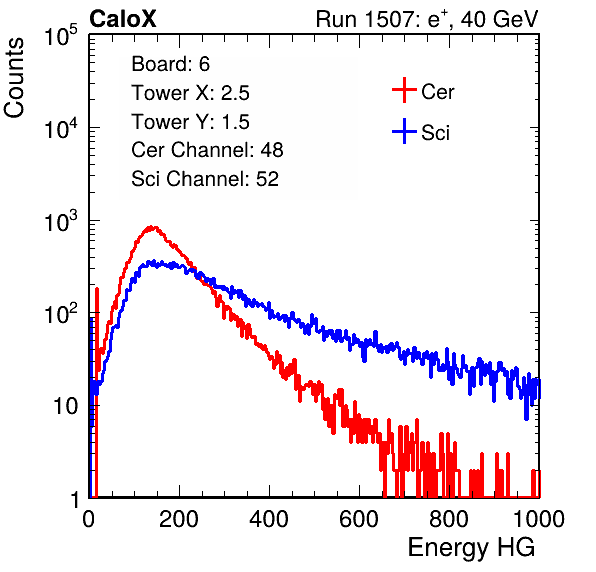 CaloX Run 1507: e⁺, 40 GeV
Counts
Board: 6
Tower X: 2.5
Tower Y: 1.5
Cer Channel: 48
Sci Channel: 52
Cer
Sci
10⁵
10⁴
10³
10²
10
1
0 200 400 600 800 1000
Energy HG